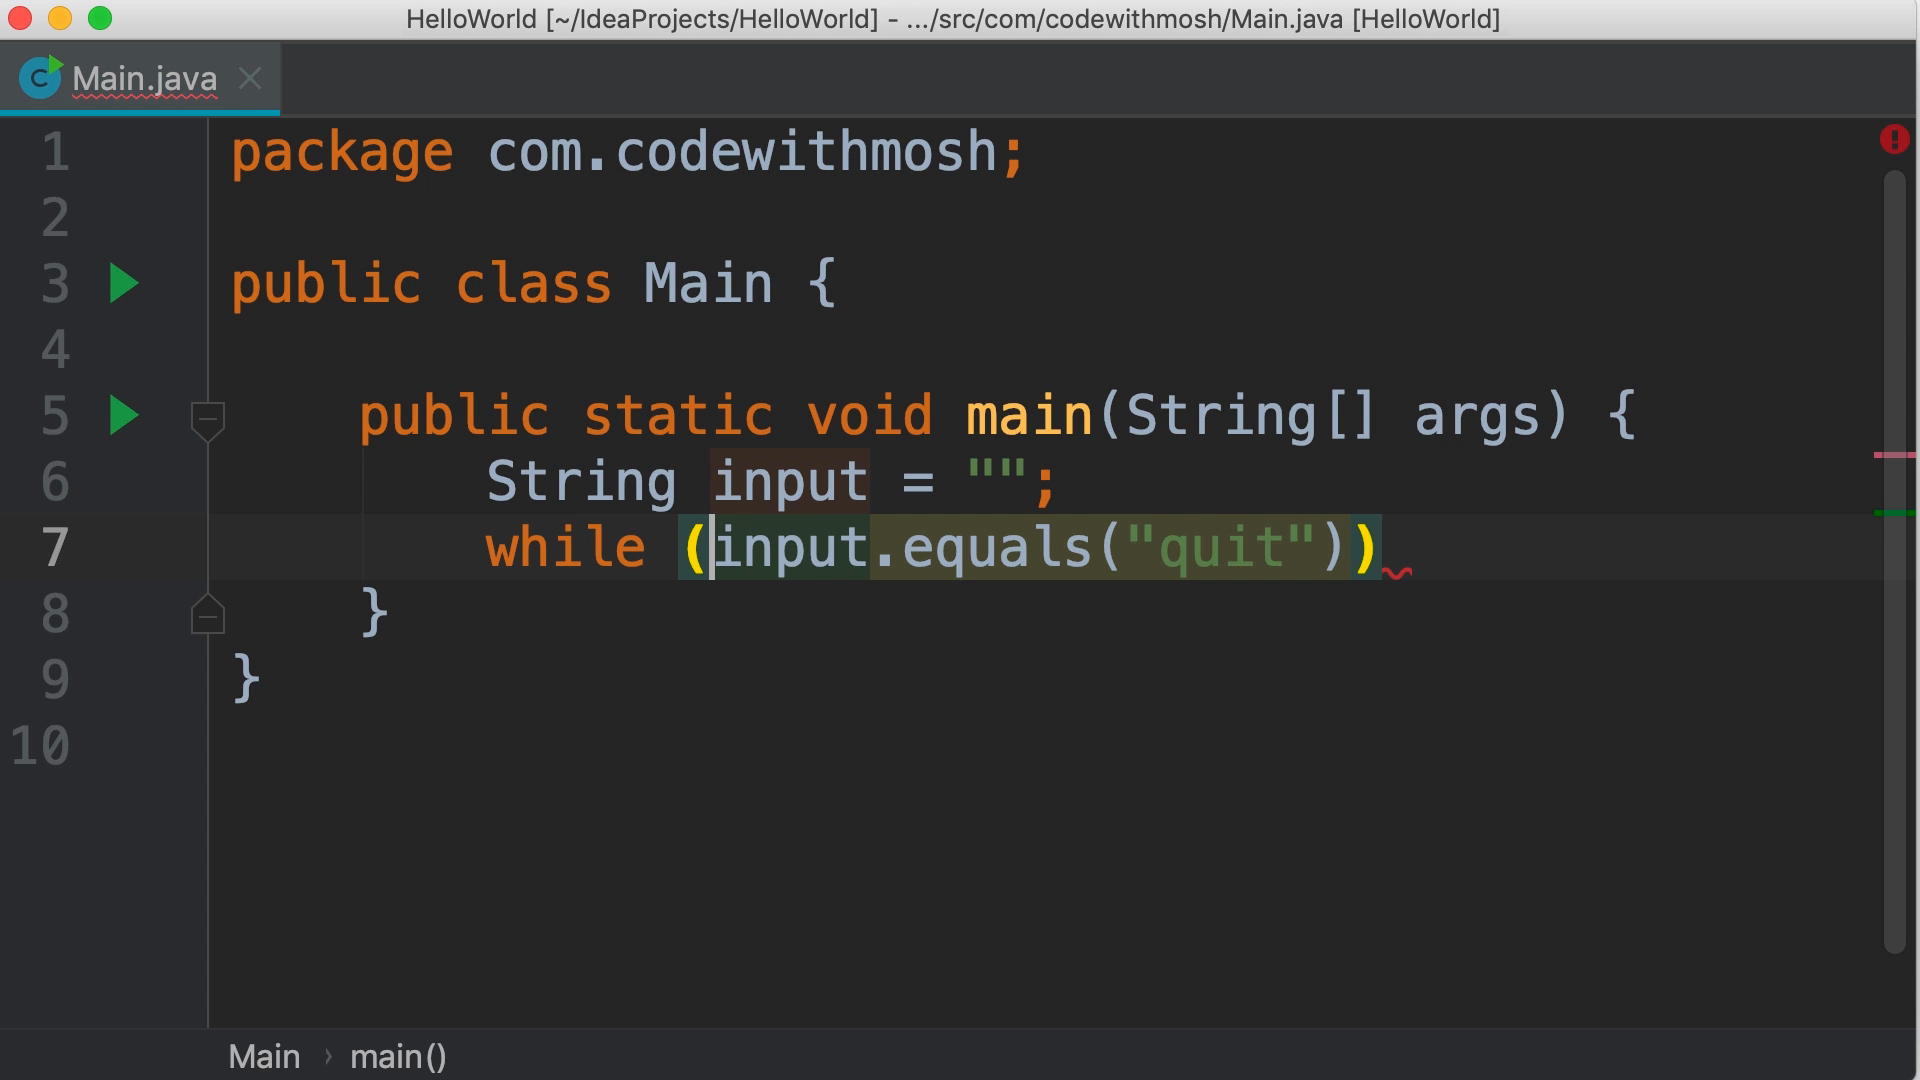 HelloWorld [~/IdeaProjects/HelloWorld] - .../src/com/codewithmosh/Main.java [HelloWorld]
C Main.java
1 package com.codewithmosh;
2
3 public class Main {
4
5 public static void main(String[] args) {
6 String input = "";
7 while (input.equals("quit"))
8 }
9 }
10
Main › main()